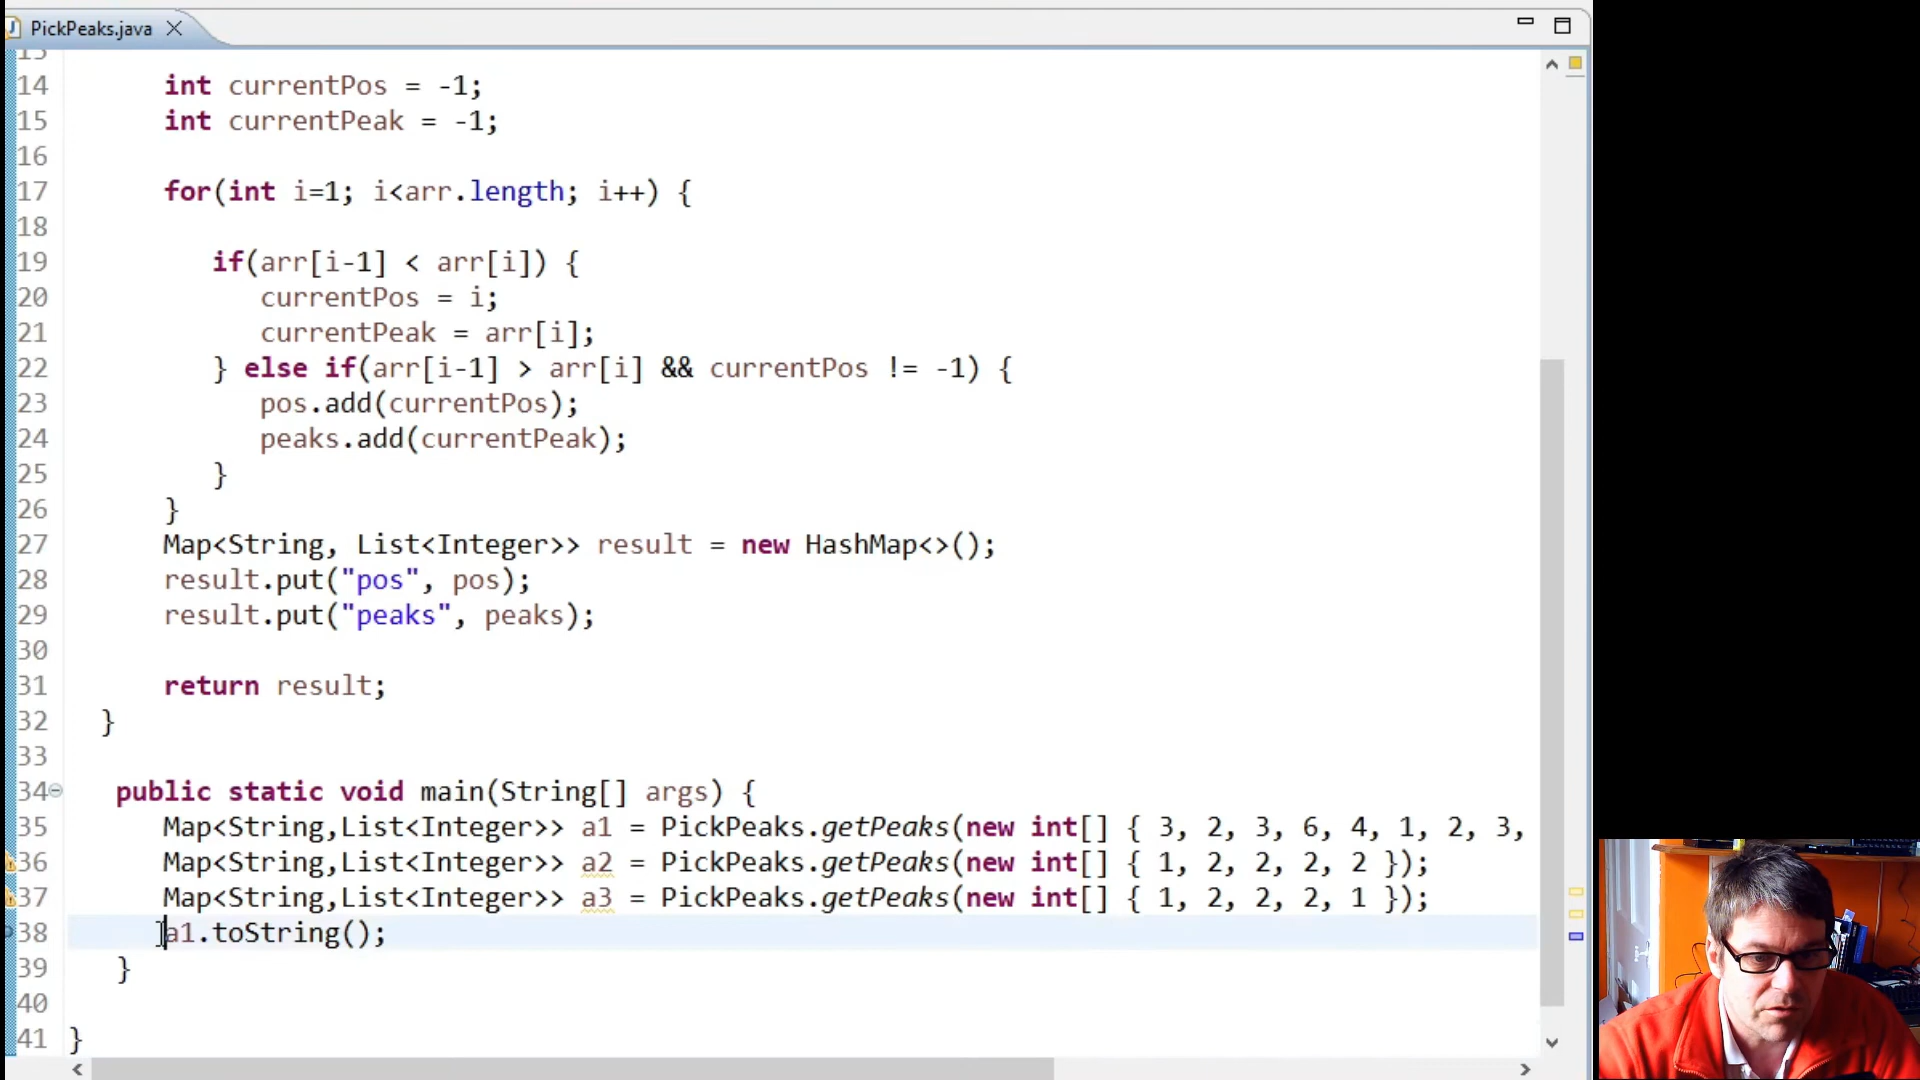 PickPeaks.java
15
14 int currentPos = -1;
15 int currentPeak = -1;
16
17 for(int i=1; i<arr.length; i++) {
18
19 if(arr[i-1] < arr[i]) {
20 currentPos = i;
21 currentPeak = arr[i];
22 } else if(arr[i-1] > arr[i] && currentPos != -1) {
23 pos.add(currentPos);
24 peaks.add(currentPeak);
25 }
26 }
27 Map<String, List<Integer>> result = new HashMap<>();
28 result.put("pos", pos);
29 result.put("peaks", peaks);
30
31 return result;
32 }
33
34 public static void main(String[] args) {
35 Map<String,List<Integer>> a1 = PickPeaks.getPeaks(new int[] { 3, 2, 3, 6, 4, 1, 2, 3,
36 Map<String,List<Integer>> a2 = PickPeaks.getPeaks(new int[] { 1, 2, 2, 2, 2 });
37 Map<String,List<Integer>> a3 = PickPeaks.getPeaks(new int[] { 1, 2, 2, 2, 1 });
38 a1.toString();
39 }
40
41 }